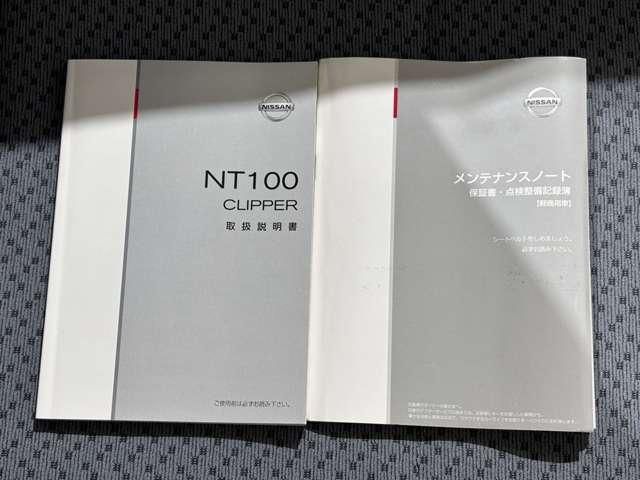 NISSAN
NT100
CLIPPER
取扱説明書
ご使用前は必ずお読み下さい。
NISSAN
メンテナンスノート
保証書・点検整備記録簿
【軽商用車】
シートベルトをしめましょう。
必ずお読み下さい。